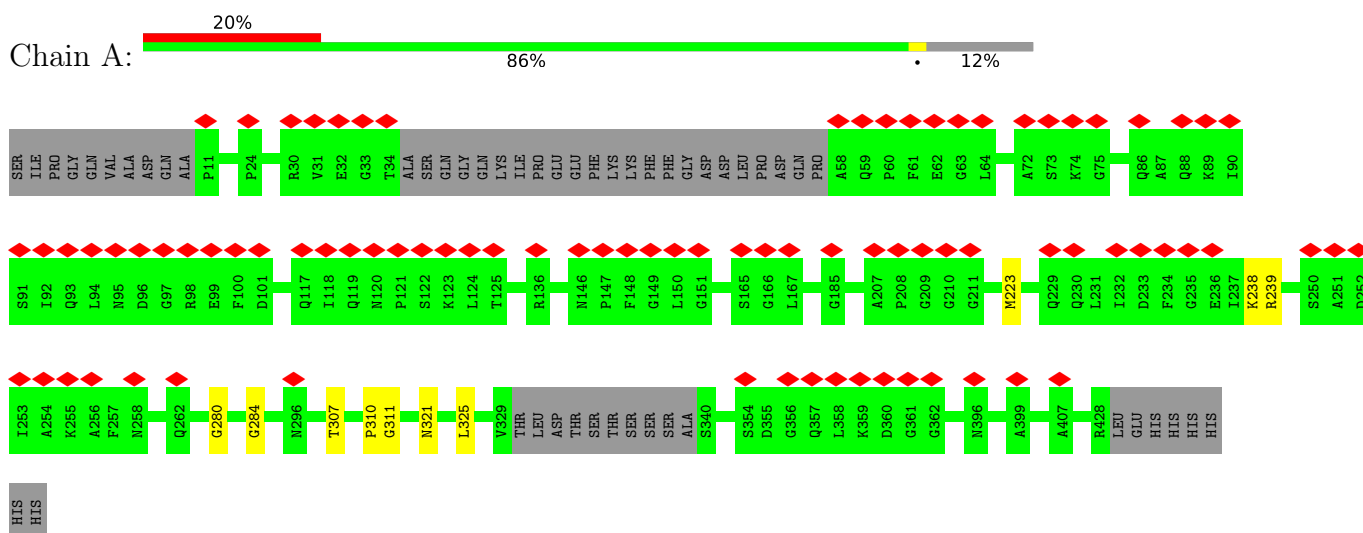 20%
Chain A:
86% • 12%
SER ILE PRO GLY GLN VAL ALA ASP GLN ALA P11 P24 R30 V31 E32 G33 T34 ALA SER GLN GLY GLN LYS ILE PRO GLU GLU PHE LYS LYS PHE PHE GLY ASP ASP LEU PRO ASP GLN PRO A58 Q59 P60 F61 E62 G63 L64 A72 S73 K74 G75 Q86 A87 Q88 K89 I90
S91 I92 Q93 L94 N95 D96 G97 R98 E99 F100 D101 Q117 I118 Q119 N120 P121 S122 K123 L124 T125 R136 N146 P147 F148 G149 L150 G151 S165 G166 L167 G185 A207 P208 G209 G210 G211 M223 Q229 Q230 L231 I232 D233 F234 G235 E236 I237 K238 R239 S250 A251
I253 A254 K255 A256 F257 N258 Q262 G280 G284 N296 T307 P310 G311 N321 L325 V329 THR LEU ASP THR SER THR SER SER SER ALA S340 S354 D355 G356 Q357 L358 K359 D360 G361 G362 N396 A399 A407 R428 LEU GLU HIS HIS HIS HIS
HIS HIS